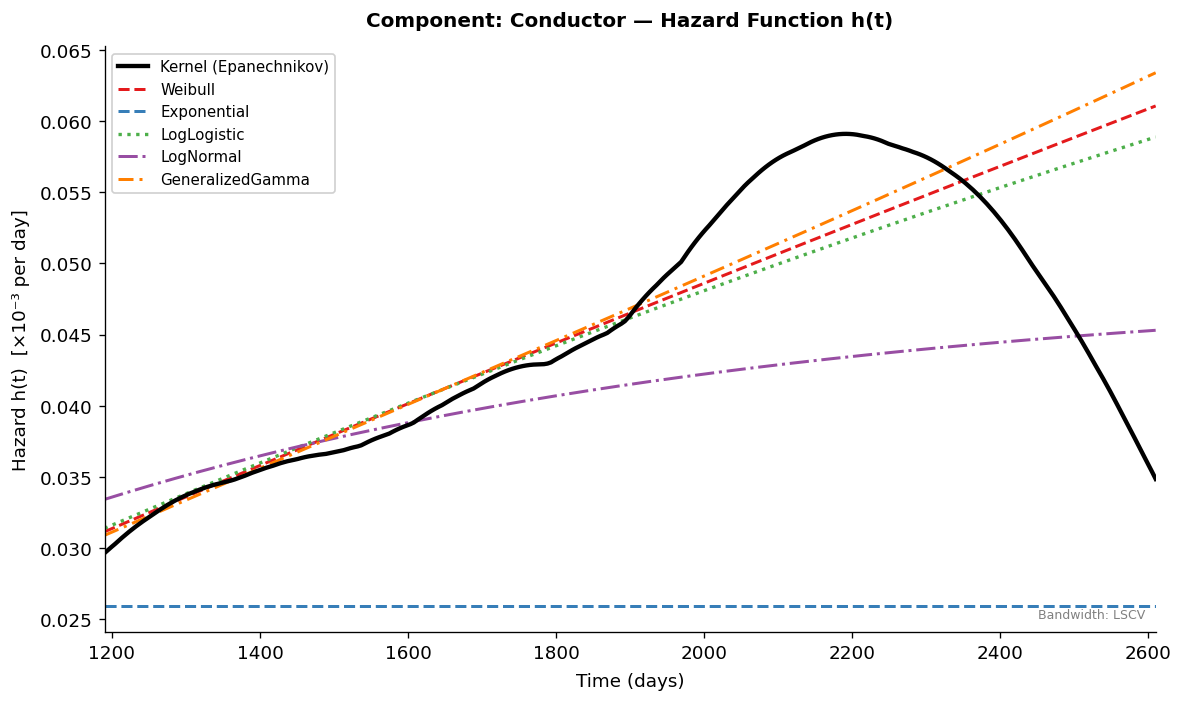 Component: Conductor — Hazard Function h(t)
Hazard h(t)  [×10⁻³ per day]
0.065
0.060
0.055
0.050
0.045
0.040
0.035
0.030
0.025
Kernel (Epanechnikov)
Weibull
Exponential
LogLogistic
LogNormal
GeneralizedGamma
Bandwidth: LSCV
1200 1400 1600 1800 2000 2200 2400 2600
Time (days)